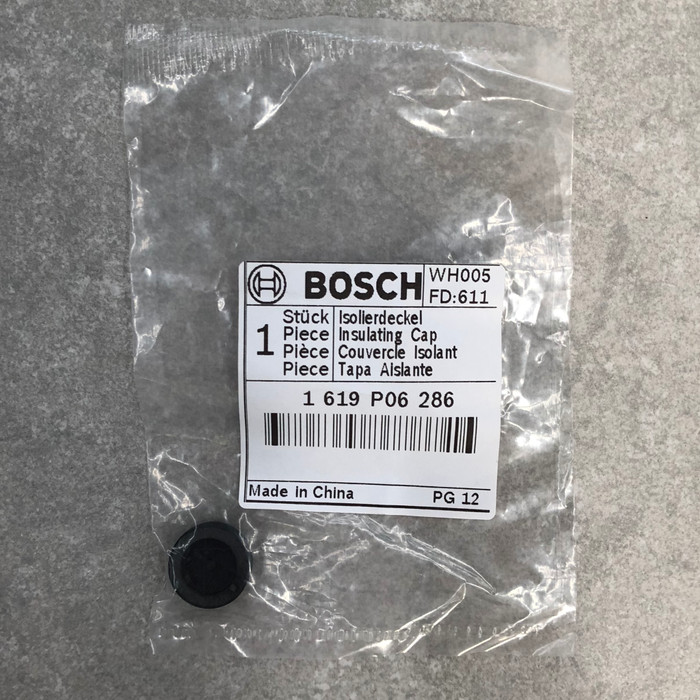 BOSCH
WH005
FD:611
1
Stück Isolierdeckel
Piece Insulating Cap
Pièce Couvercle Isolant
Piece Tapa Aislante
1 619 P06 286
Made in China PG 12